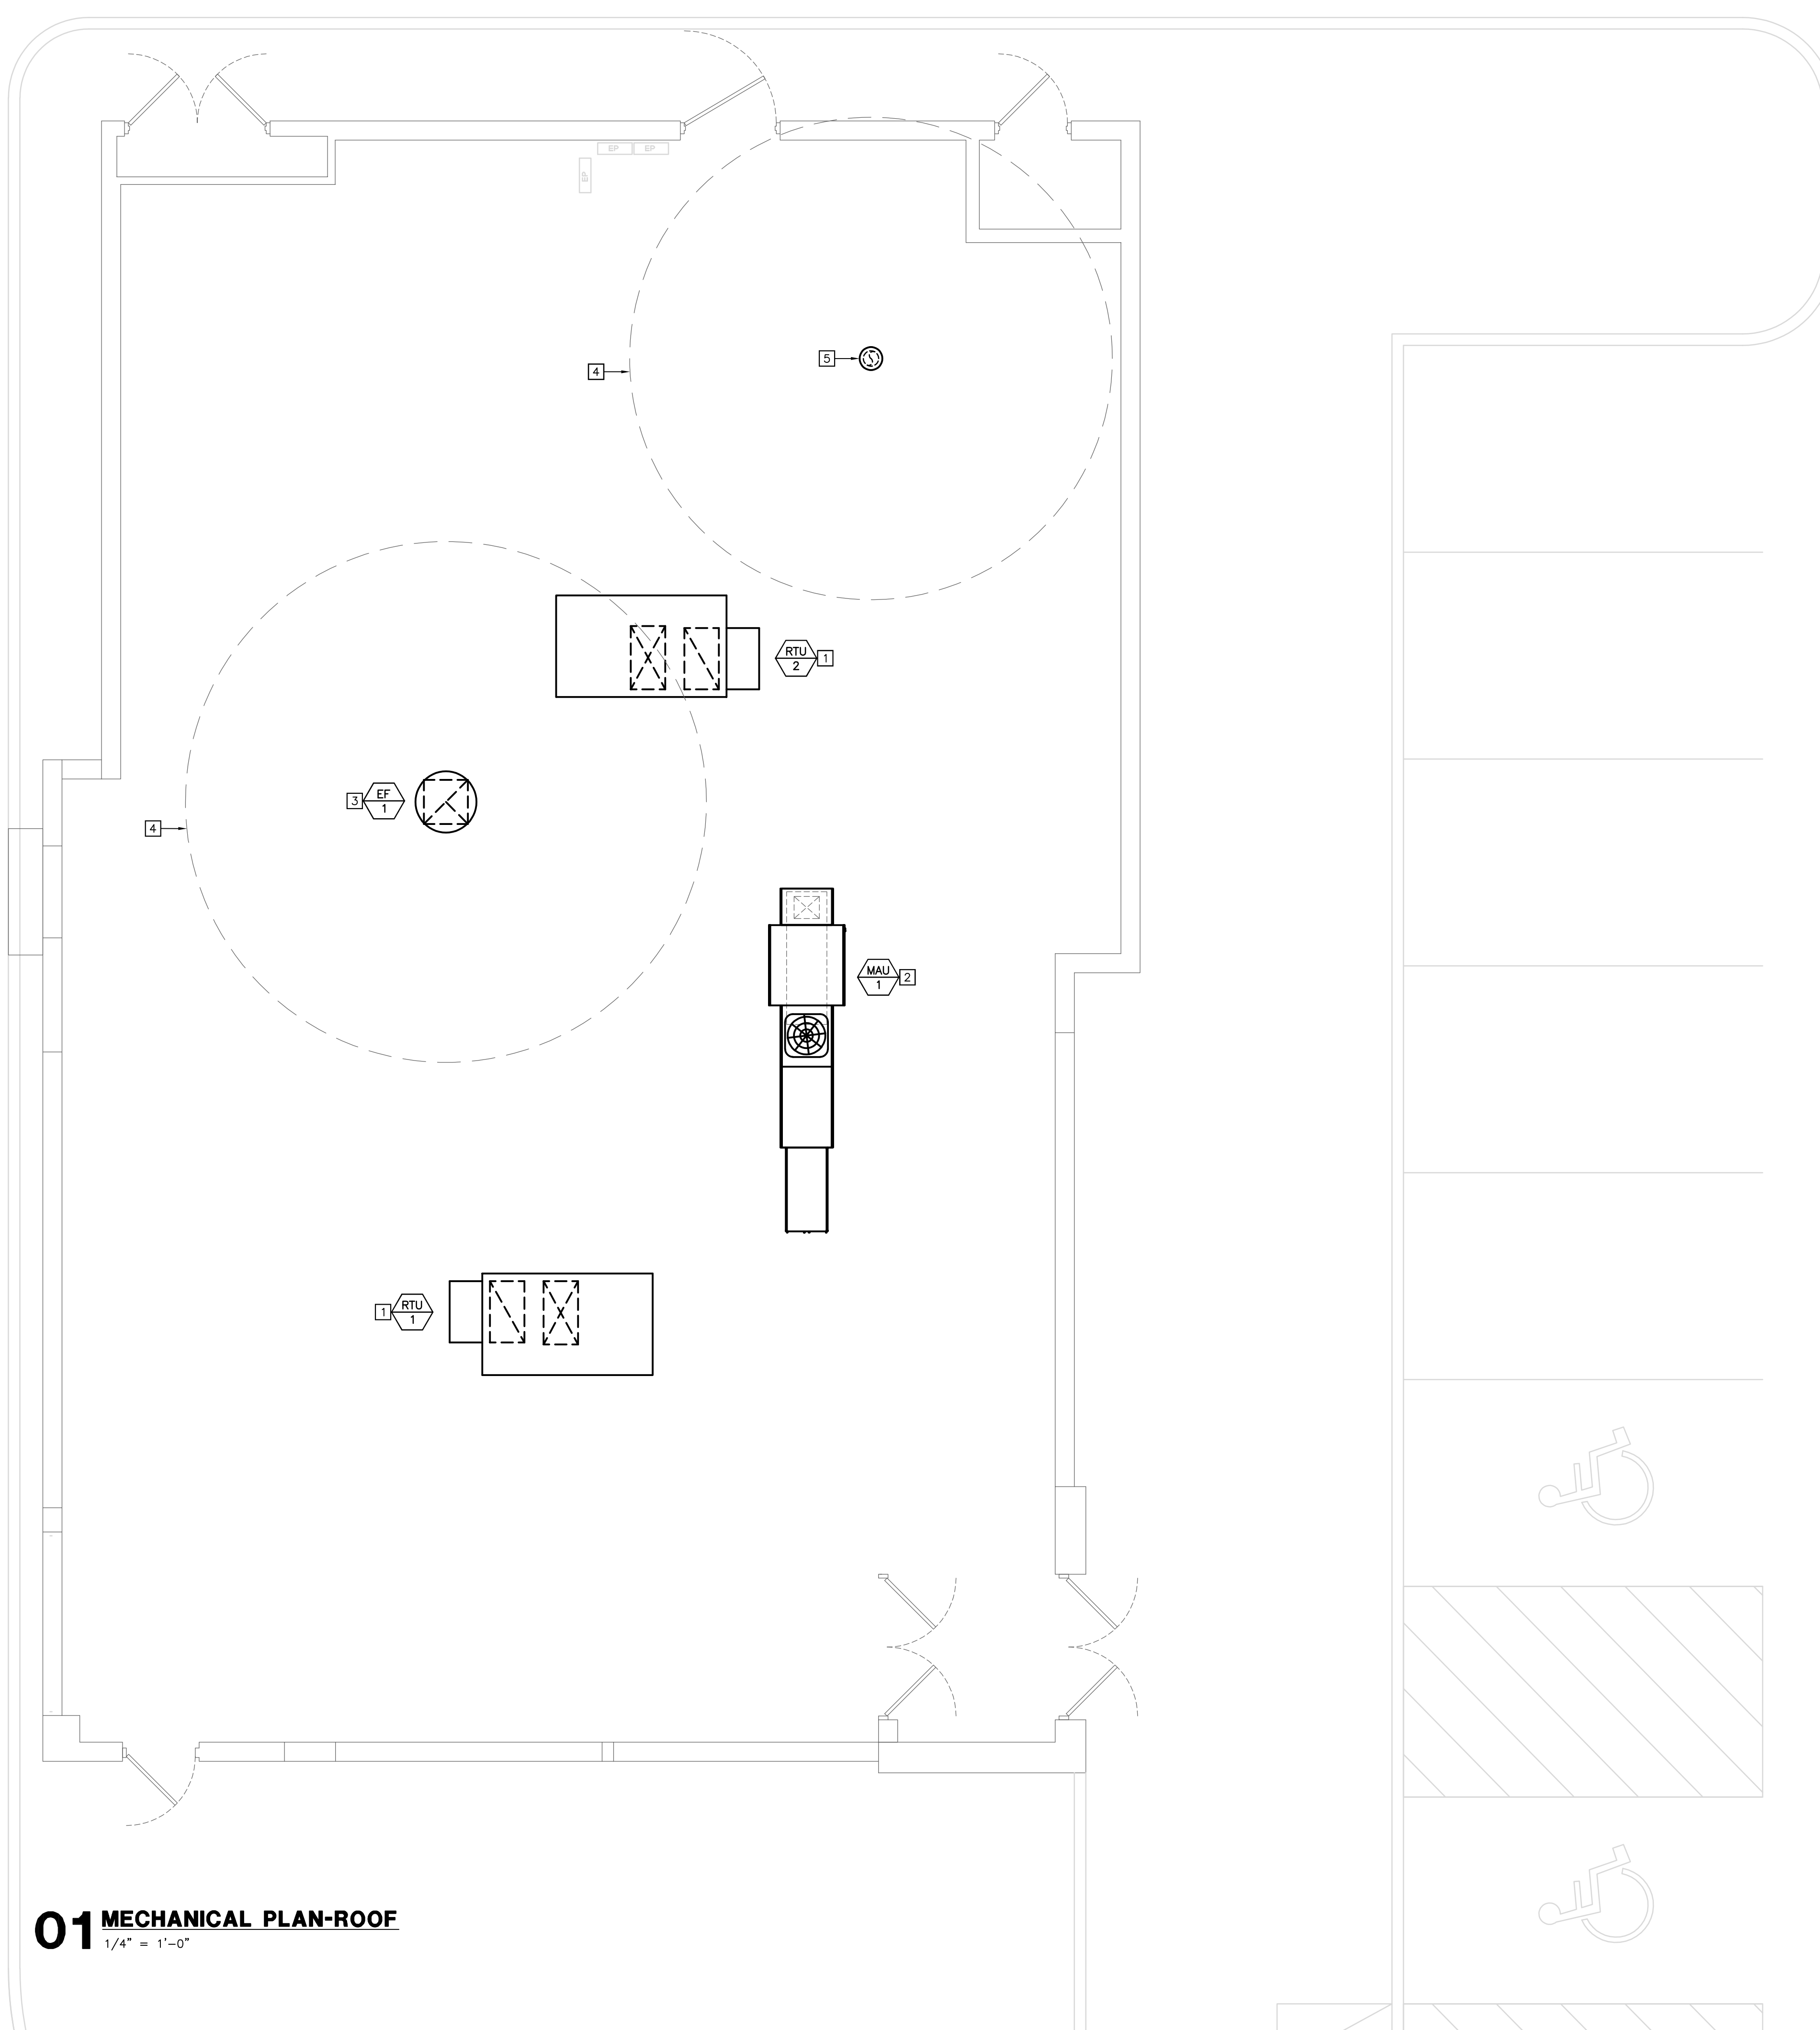 EP EP
EP
5
4
RTU
2
1
3
EF
1
4
MAU
1
2
1
RTU
1
01 MECHANICAL PLAN-ROOF
1/4" = 1'-0"